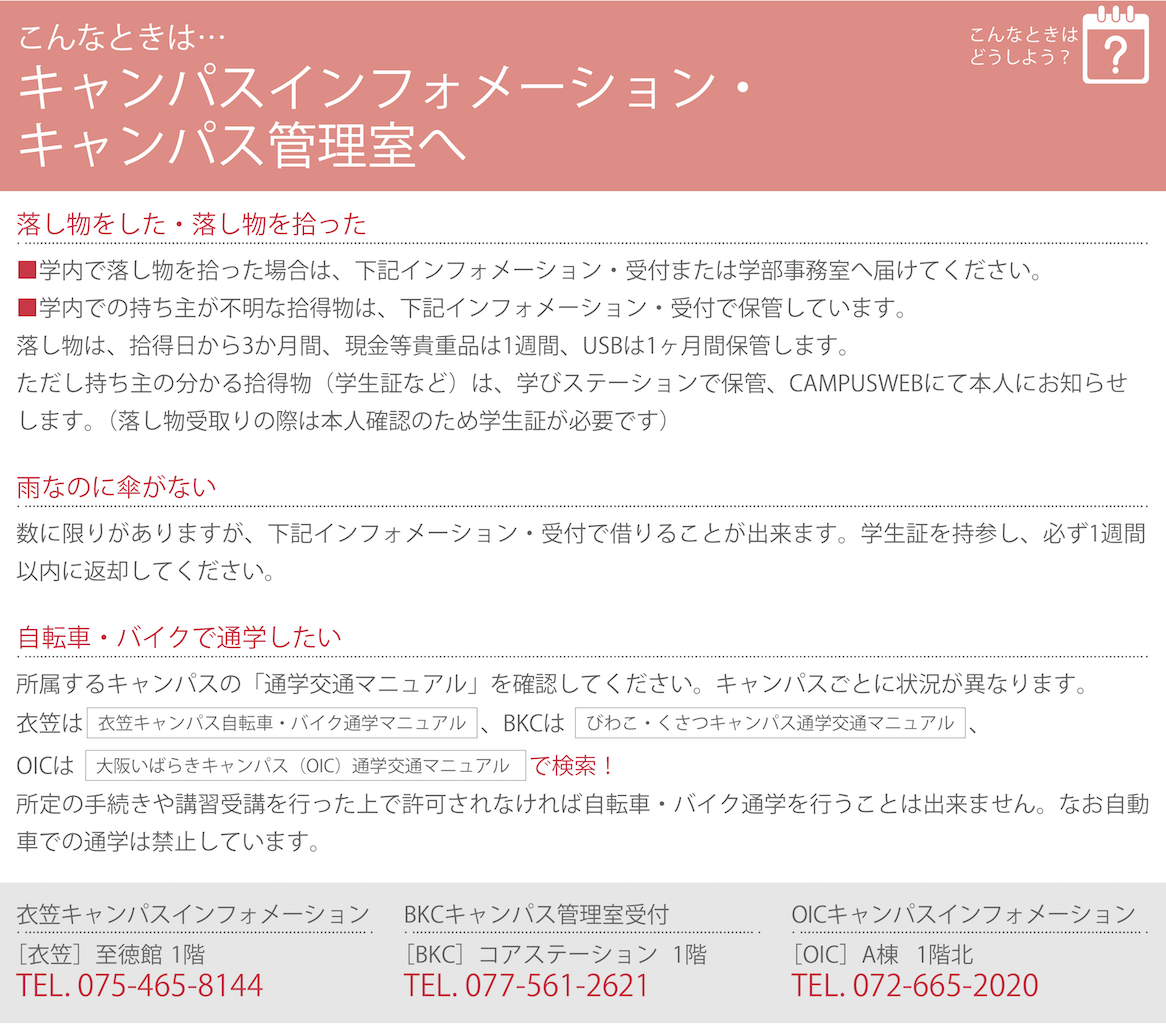 こんなときは…
キャンパスインフォメーション・
キャンパス管理室へ
こんなときは
どうしよう？
?
落し物をした・落し物を拾った
■学内で落し物を拾った場合は、下記インフォメーション・受付または学部事務室へ届けてください。
■学内での持ち主が不明な拾得物は、下記インフォメーション・受付で保管しています。
落し物は、拾得日から3か月間、現金等貴重品は1週間、USBは1ヶ月間保管します。
ただし持ち主の分かる拾得物（学生証など）は、学びステーションで保管、CAMPUSWEBにて本人にお知らせ
します。（落し物受取りの際は本人確認のため学生証が必要です）
雨なのに傘がない
数に限りがありますが、下記インフォメーション・受付で借りることが出来ます。学生証を持参し、必ず1週間
以内に返却してください。
自転車・バイクで通学したい
所属するキャンパスの「通学交通マニュアル」を確認してください。キャンパスごとに状況が異なります。
衣笠は 衣笠キャンパス自転車・バイク通学マニュアル 、BKCは びわこ・くさつキャンパス通学交通マニュアル 、
OICは 大阪いばらきキャンパス（OIC）通学交通マニュアル で検索！
所定の手続きや講習受講を行った上で許可されなければ自転車・バイク通学を行うことは出来ません。なお自動
車での通学は禁止しています。
衣笠キャンパスインフォメーション
［衣笠］至徳館 1階
TEL. 075-465-8144
BKCキャンパス管理室受付
［BKC］コアステーション 1階
TEL. 077-561-2621
OICキャンパスインフォメーション
［OIC］A棟 1階北
TEL. 072-665-2020